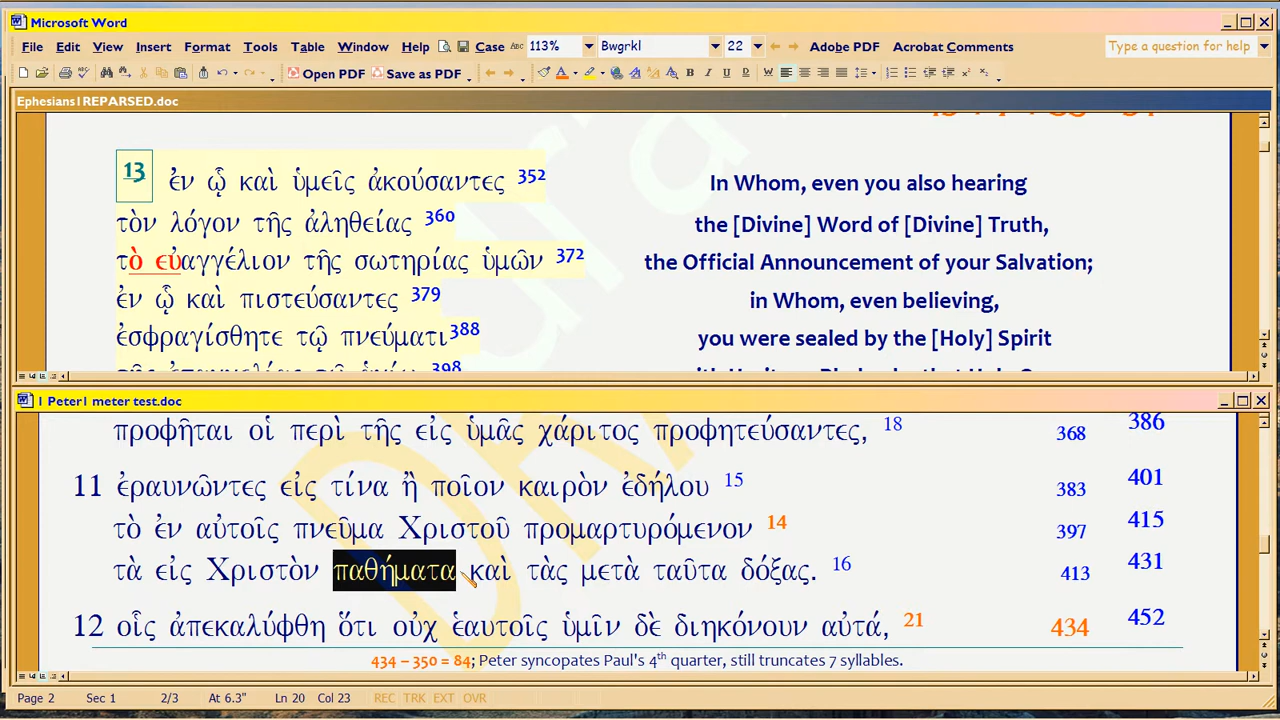 Microsoft Word
File Edit View Insert Format Tools Table Window Help Case 113% Bwgrkl 22 Adobe PDF Acrobat Comments Type a question for help
Open PDF Save as PDF
Ephesians1REPARSED.doc
13 ἐν ᾧ καὶ ὑμεῖς ἀκούσαντες 352 In Whom, even you also hearing
τὸν λόγον τῆς ἀληθείας 360 the [Divine] Word of [Divine] Truth,
τὸ εὐαγγέλιον τῆς σωτηρίας ὑμῶν 372 the Official Announcement of your Salvation;
ἐν ᾧ καὶ πιστεύσαντες 379 in Whom, even believing,
ἐσφραγίσθητε τῷ πνεύματι 388 you were sealed by the [Holy] Spirit
398
1 Peter1 meter test.doc
προφῆται οἱ περὶ τῆς εἰς ὑμᾶς χάριτος προφητεύσαντες, 18 368 386
11 ἐραυνῶντες εἰς τίνα ἢ ποῖον καιρὸν ἐδήλου 15 383 401
τὸ ἐν αὐτοῖς πνεῦμα Χριστοῦ προμαρτυρόμενον 14 397 415
τὰ εἰς Χριστὸν παθήματα καὶ τὰς μετὰ ταῦτα δόξας. 16 413 431
12 οἷς ἀπεκαλύφθη ὅτι οὐχ ἑαυτοῖς ὑμῖν δὲ διηκόνουν αὐτά, 21 434 452
434 – 350 = 84; Peter syncopates Paul's 4th quarter, still truncates 7 syllables.
Page 2 Sec 1 2/3 At 6.3" Ln 20 Col 23 REC TRK EXT OVR